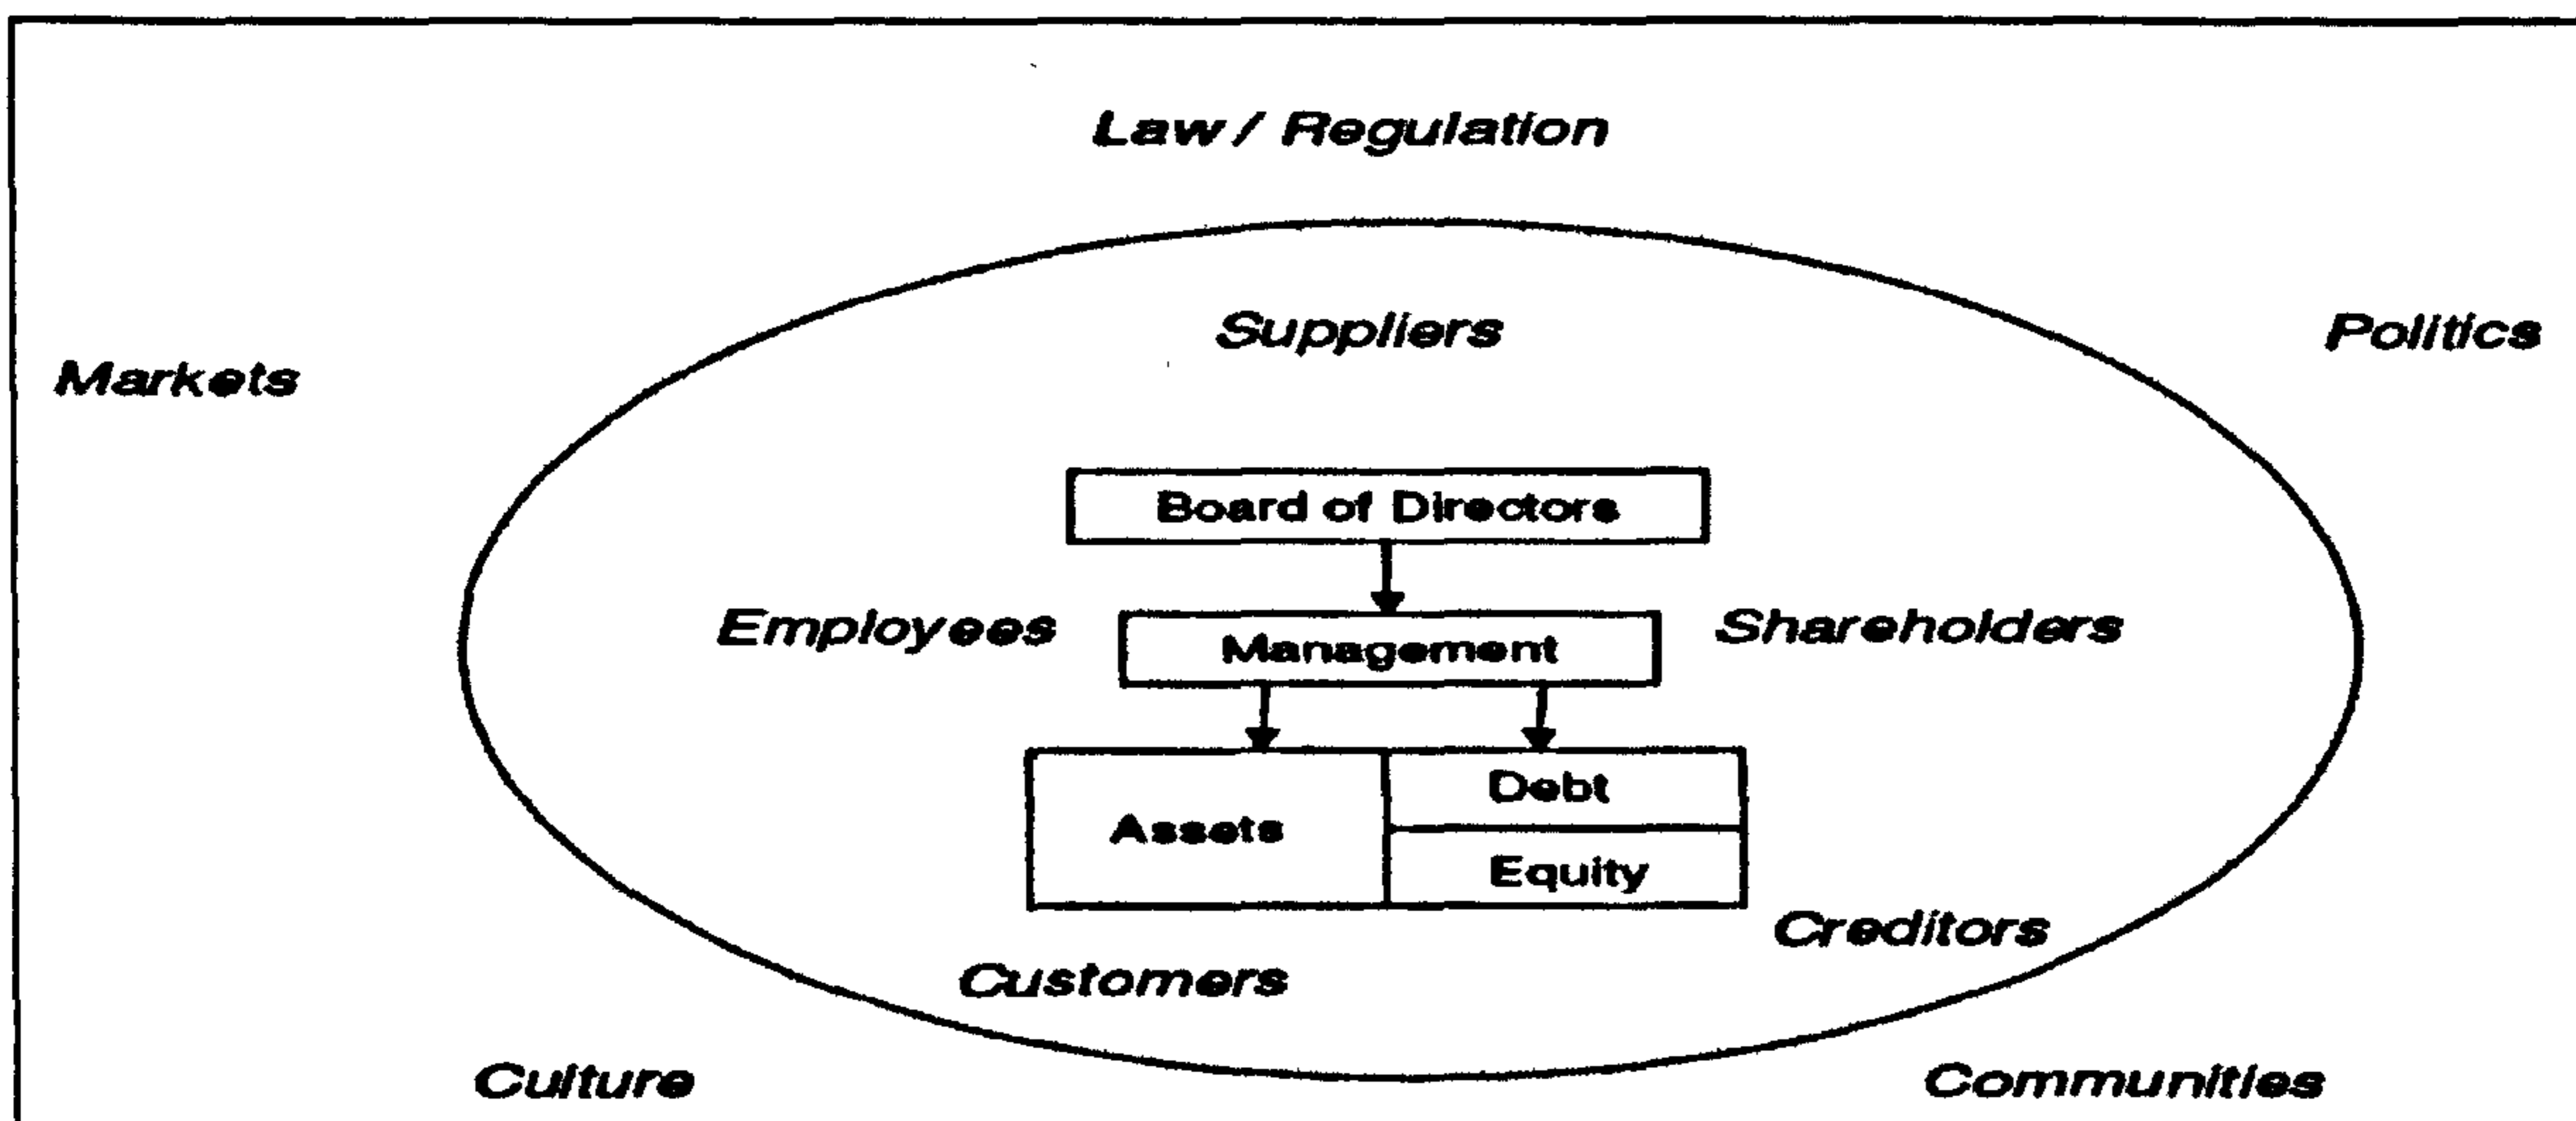 Law / Regulation
Suppliers
Politics
Markets
Board of Directors
Employees
Management
Shareholders
Assets
Debt
Equity
Creditors
Customers
Culture
Communities